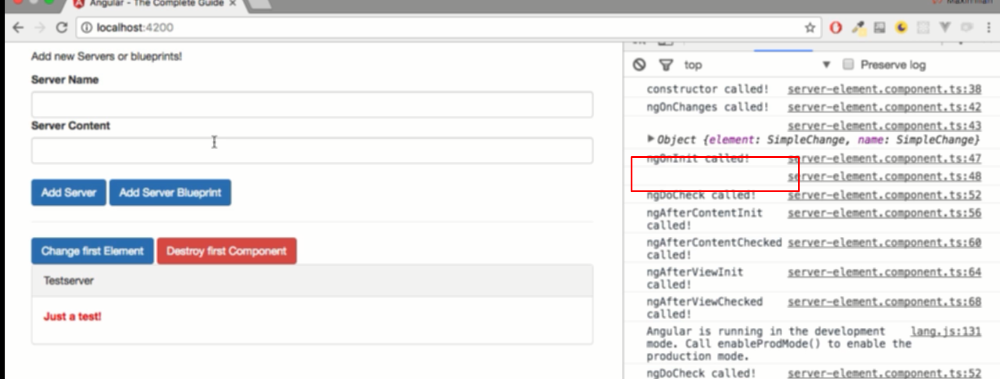 Angular - The Complete Guide
localhost:4200
Add new Servers or blueprints!
Server Name
Server Content
Add Server
Add Server Blueprint
Change first Element
Destroy first Component
Testserver
Just a test!
top
Preserve log
constructor called! server-element.component.ts:38
ngOnChanges called! server-element.component.ts:42
server-element.component.ts:43
Object {element: SimpleChange, name: SimpleChange}
ngOnInit called! server-element.component.ts:47
server-element.component.ts:48
ngDoCheck called! server-element.component.ts:52
ngAfterContentInit server-element.component.ts:56
called!
ngAfterContentChecked server-element.component.ts:60
called!
ngAfterViewInit server-element.component.ts:64
called!
ngAfterViewChecked server-element.component.ts:68
called!
Angular is running in the development lang.js:131
mode. Call enableProdMode() to enable the
production mode.
ngDoCheck called! server-element.component.ts:52